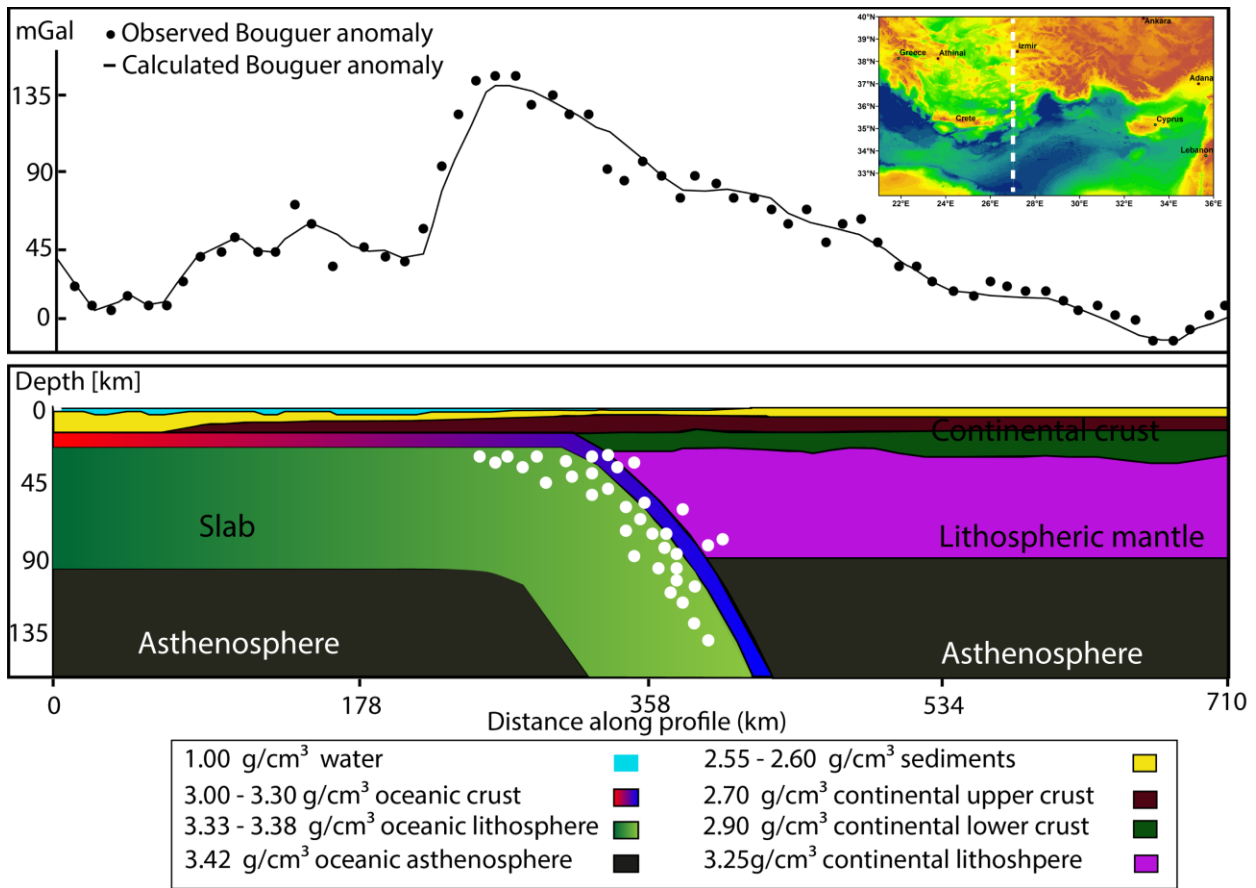 mGal
• Observed Bouguer anomaly
– Calculated Bouguer anomaly
135
90
45
0
40°N
39°N
38°N
37°N
36°N
35°N
34°N
33°N
22°E 24°E 26°E 28°E 30°E 32°E 34°E 36°E
Ankara
Greece
Athinai
Izmir
Adana
Crete
Cyprus
Lebanon
Depth [km]
0
45
90
135
Continental crust
Slab
Lithospheric mantle
Asthenosphere
Asthenosphere
0 178 358 534 710
Distance along profile (km)
1.00 g/cm³ water
3.00 - 3.30 g/cm³ oceanic crust
3.33 - 3.38 g/cm³ oceanic lithosphere
3.42 g/cm³ oceanic asthenosphere
2.55 - 2.60 g/cm³ sediments
2.70 g/cm³ continental upper crust
2.90 g/cm³ continental lower crust
3.25g/cm³ continental lithoshpere